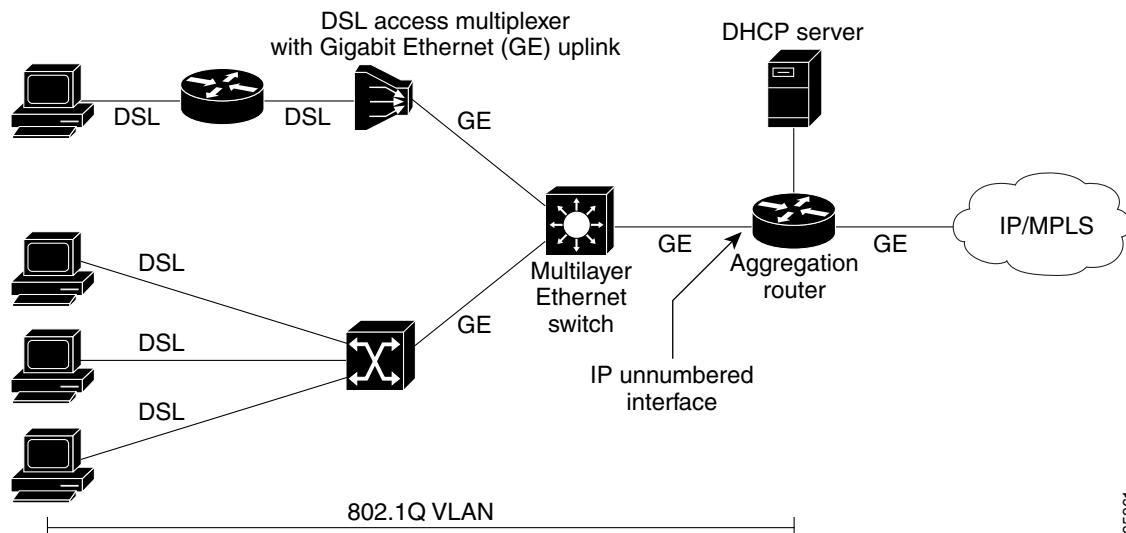 DSL access multiplexer
with Gigabit Ethernet (GE) uplink
DHCP server
DSL
DSL
GE
DSL
DSL
DSL
GE
Multilayer
Ethernet
switch
GE
Aggregation
router
GE
IP/MPLS
IP unnumbered
interface
802.1Q VLAN